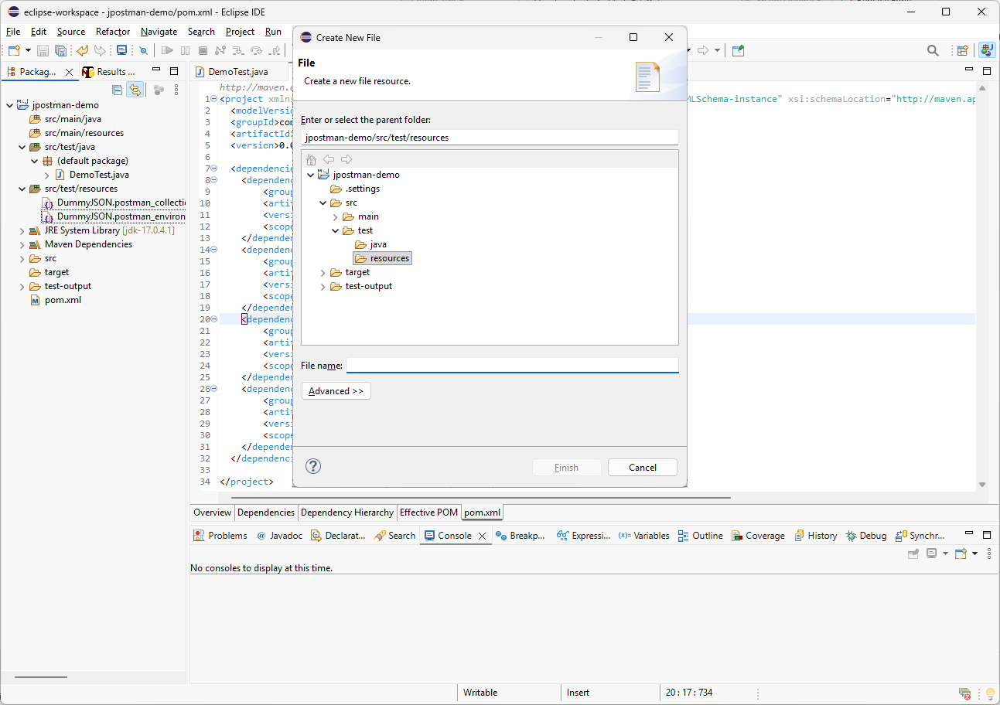 eclipse-workspace - jpostman-demo/pom.xml - Eclipse IDE
File Edit Source Refactor Navigate Search Project Run
Packag... Results ...
jpostman-demo
src/main/java
src/main/resources
src/test/java
(default package)
DemoTest.java
src/test/resources
DummyJSON.postman_collectio
DummyJSON.postman_environ
JRE System Library [jdk-17.0.4.1]
Maven Dependencies
src
target
test-output
pom.xml
DemoTest.java
http://maven.a
1 <project xmlns MLSchema-instance" xsi:schemaLocation="http://maven.ap
2 <modelVersi
3 <groupId>com
4 <artifactId>
5 <version>0.0
6
7 <dependencie
8 <dependenc
9 <group
10 <artif
11 <versi
12 <scope
13 </dependen
14 <dependenc
15 <group
16 <artif
17 <versi
18 <scope
19 </dependen
20 <dependenc
21 <group
22 <artif
23 <versi
24 <scope
25 </dependen
26 <dependenc
27 <group
28 <artif
29 <versi
30 <scope
31 </dependen
32 </dependenci
33
34 </project>
Create New File
File
Create a new file resource.
Enter or select the parent folder:
jpostman-demo/src/test/resources
jpostman-demo
.settings
src
main
test
java
resources
target
test-output
File name:
Advanced >>
Finish Cancel
Overview Dependencies Dependency Hierarchy Effective POM pom.xml
Problems Javadoc Declarat... Search Console Breakp... Expressi... Variables Outline Coverage History Debug Synchr...
No consoles to display at this time.
Writable Insert 20 : 17 : 734